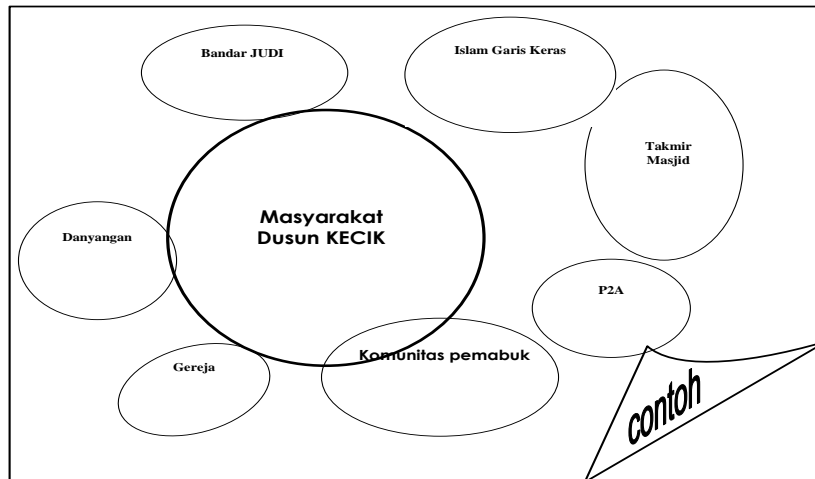 Bandar JUDI
Islam Garis Keras
Takmir
Masjid
Masyarakat
Dusun KECIK
Danyangan
P2A
Komunitas pemabuk
Gereja
contoh